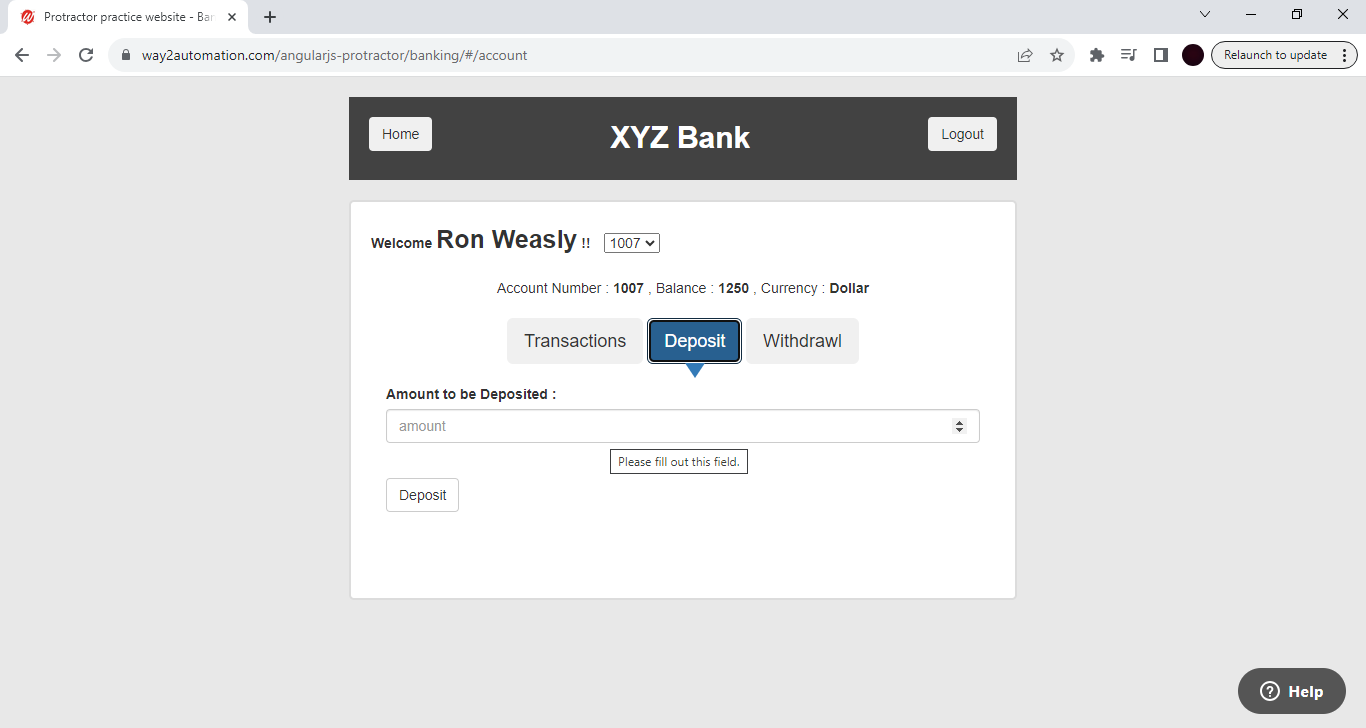 Protractor practice website - Ban
way2automation.com/angularjs-protractor/banking/#/account
Relaunch to update
Home
XYZ Bank
Logout
Welcome Ron Weasly !! 1007
Account Number : 1007 , Balance : 1250 , Currency : Dollar
Transactions Deposit Withdrawl
Amount to be Deposited :
amount
Please fill out this field.
Deposit
? Help